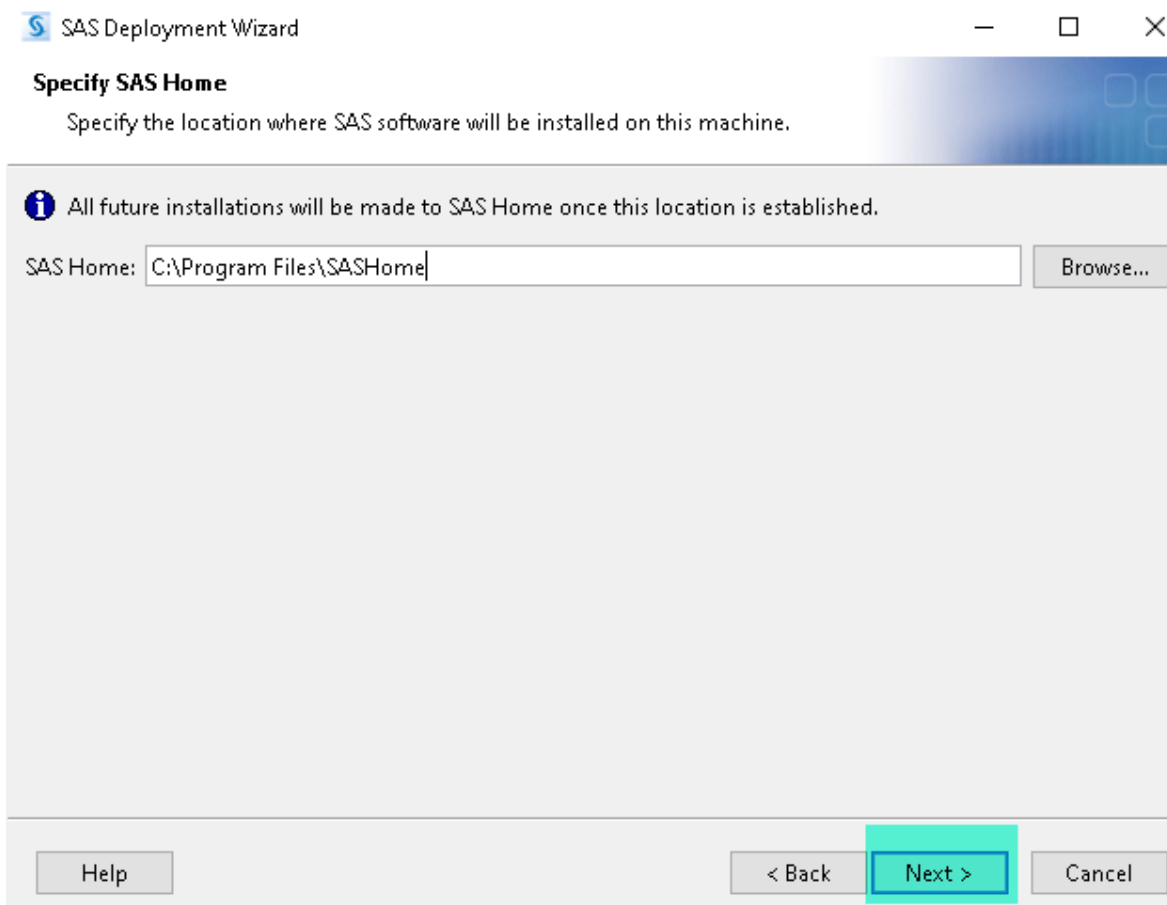 SAS Deployment Wizard
Specify SAS Home
Specify the location where SAS software will be installed on this machine.
All future installations will be made to SAS Home once this location is established.
SAS Home: C:\Program Files\SASHome Browse...
Help < Back Next > Cancel